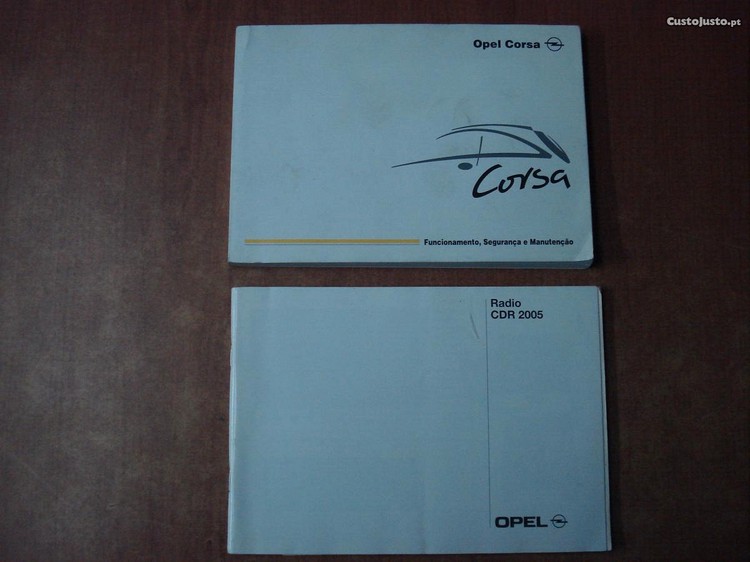 CustoJusto.pt
Opel Corsa
Corsa
Funcionamento, Segurança e Manutenção
Radio
CDR 2005
OPEL